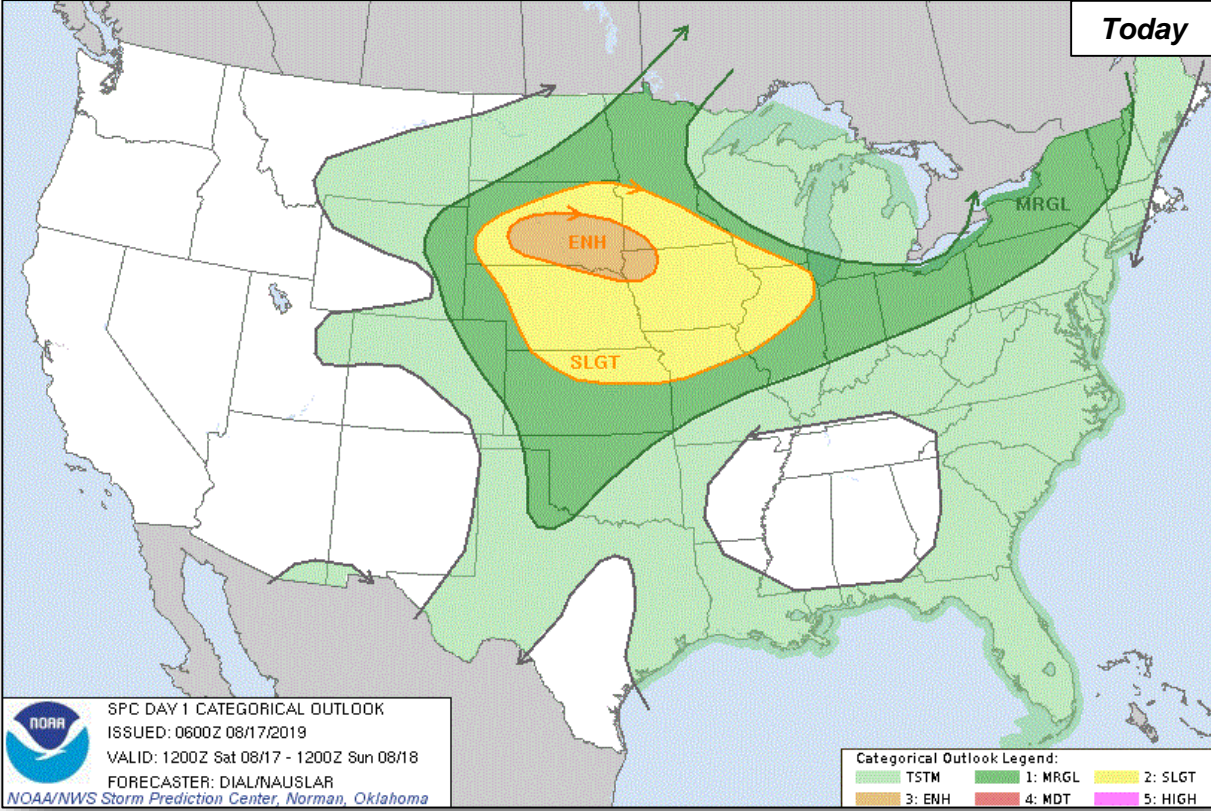 Today
MRGL
ENH
SLGT
NOAA
SPC DAY 1 CATEGORICAL OUTLOOK
ISSUED: 0600Z 08/17/2019
VALID: 1200Z Sat 08/17 - 1200Z Sun 08/18
FORECASTER: DIAL/NAUSLAR
NOAA/NWS Storm Prediction Center, Norman, Oklahoma
Categorical Outlook Legend:
TSTM 1: MRGL 2: SLGT
3: ENH 4: MDT 5: HIGH